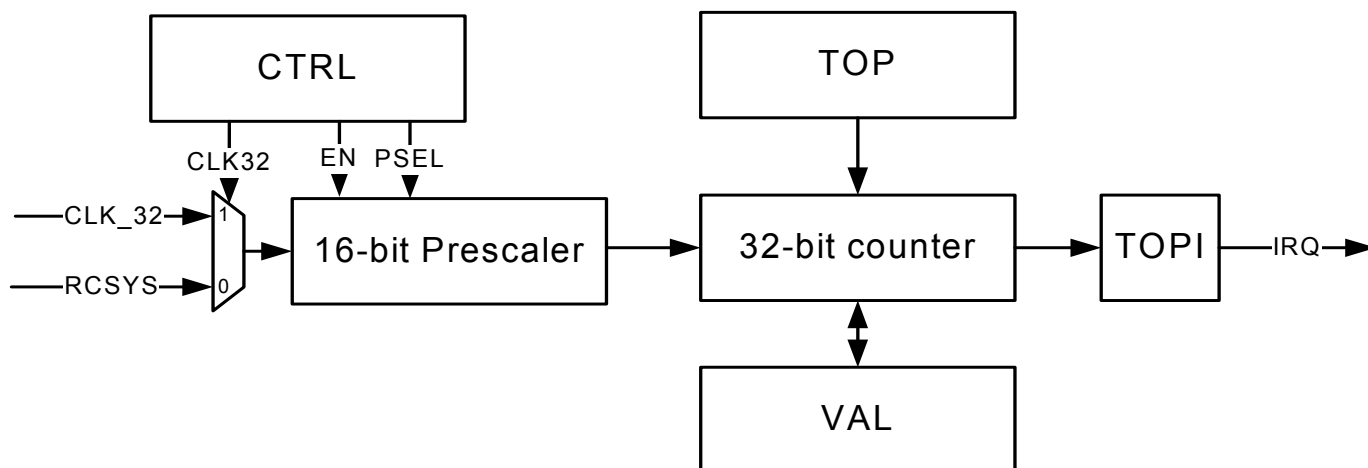 CTRL
TOP
CLK32
EN
PSEL
CLK_32
1
16-bit Prescaler
32-bit counter
TOPI
IRQ
RCSYS
0
VAL